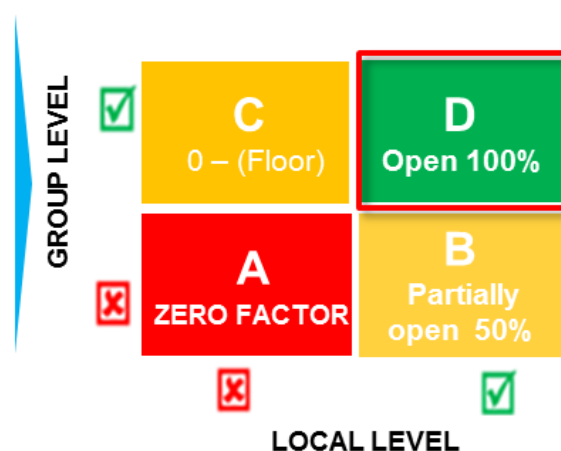 GROUP LEVEL
C
0 – (Floor)
D
Open 100%
A
ZERO FACTOR
B
Partially
open 50%
LOCAL LEVEL